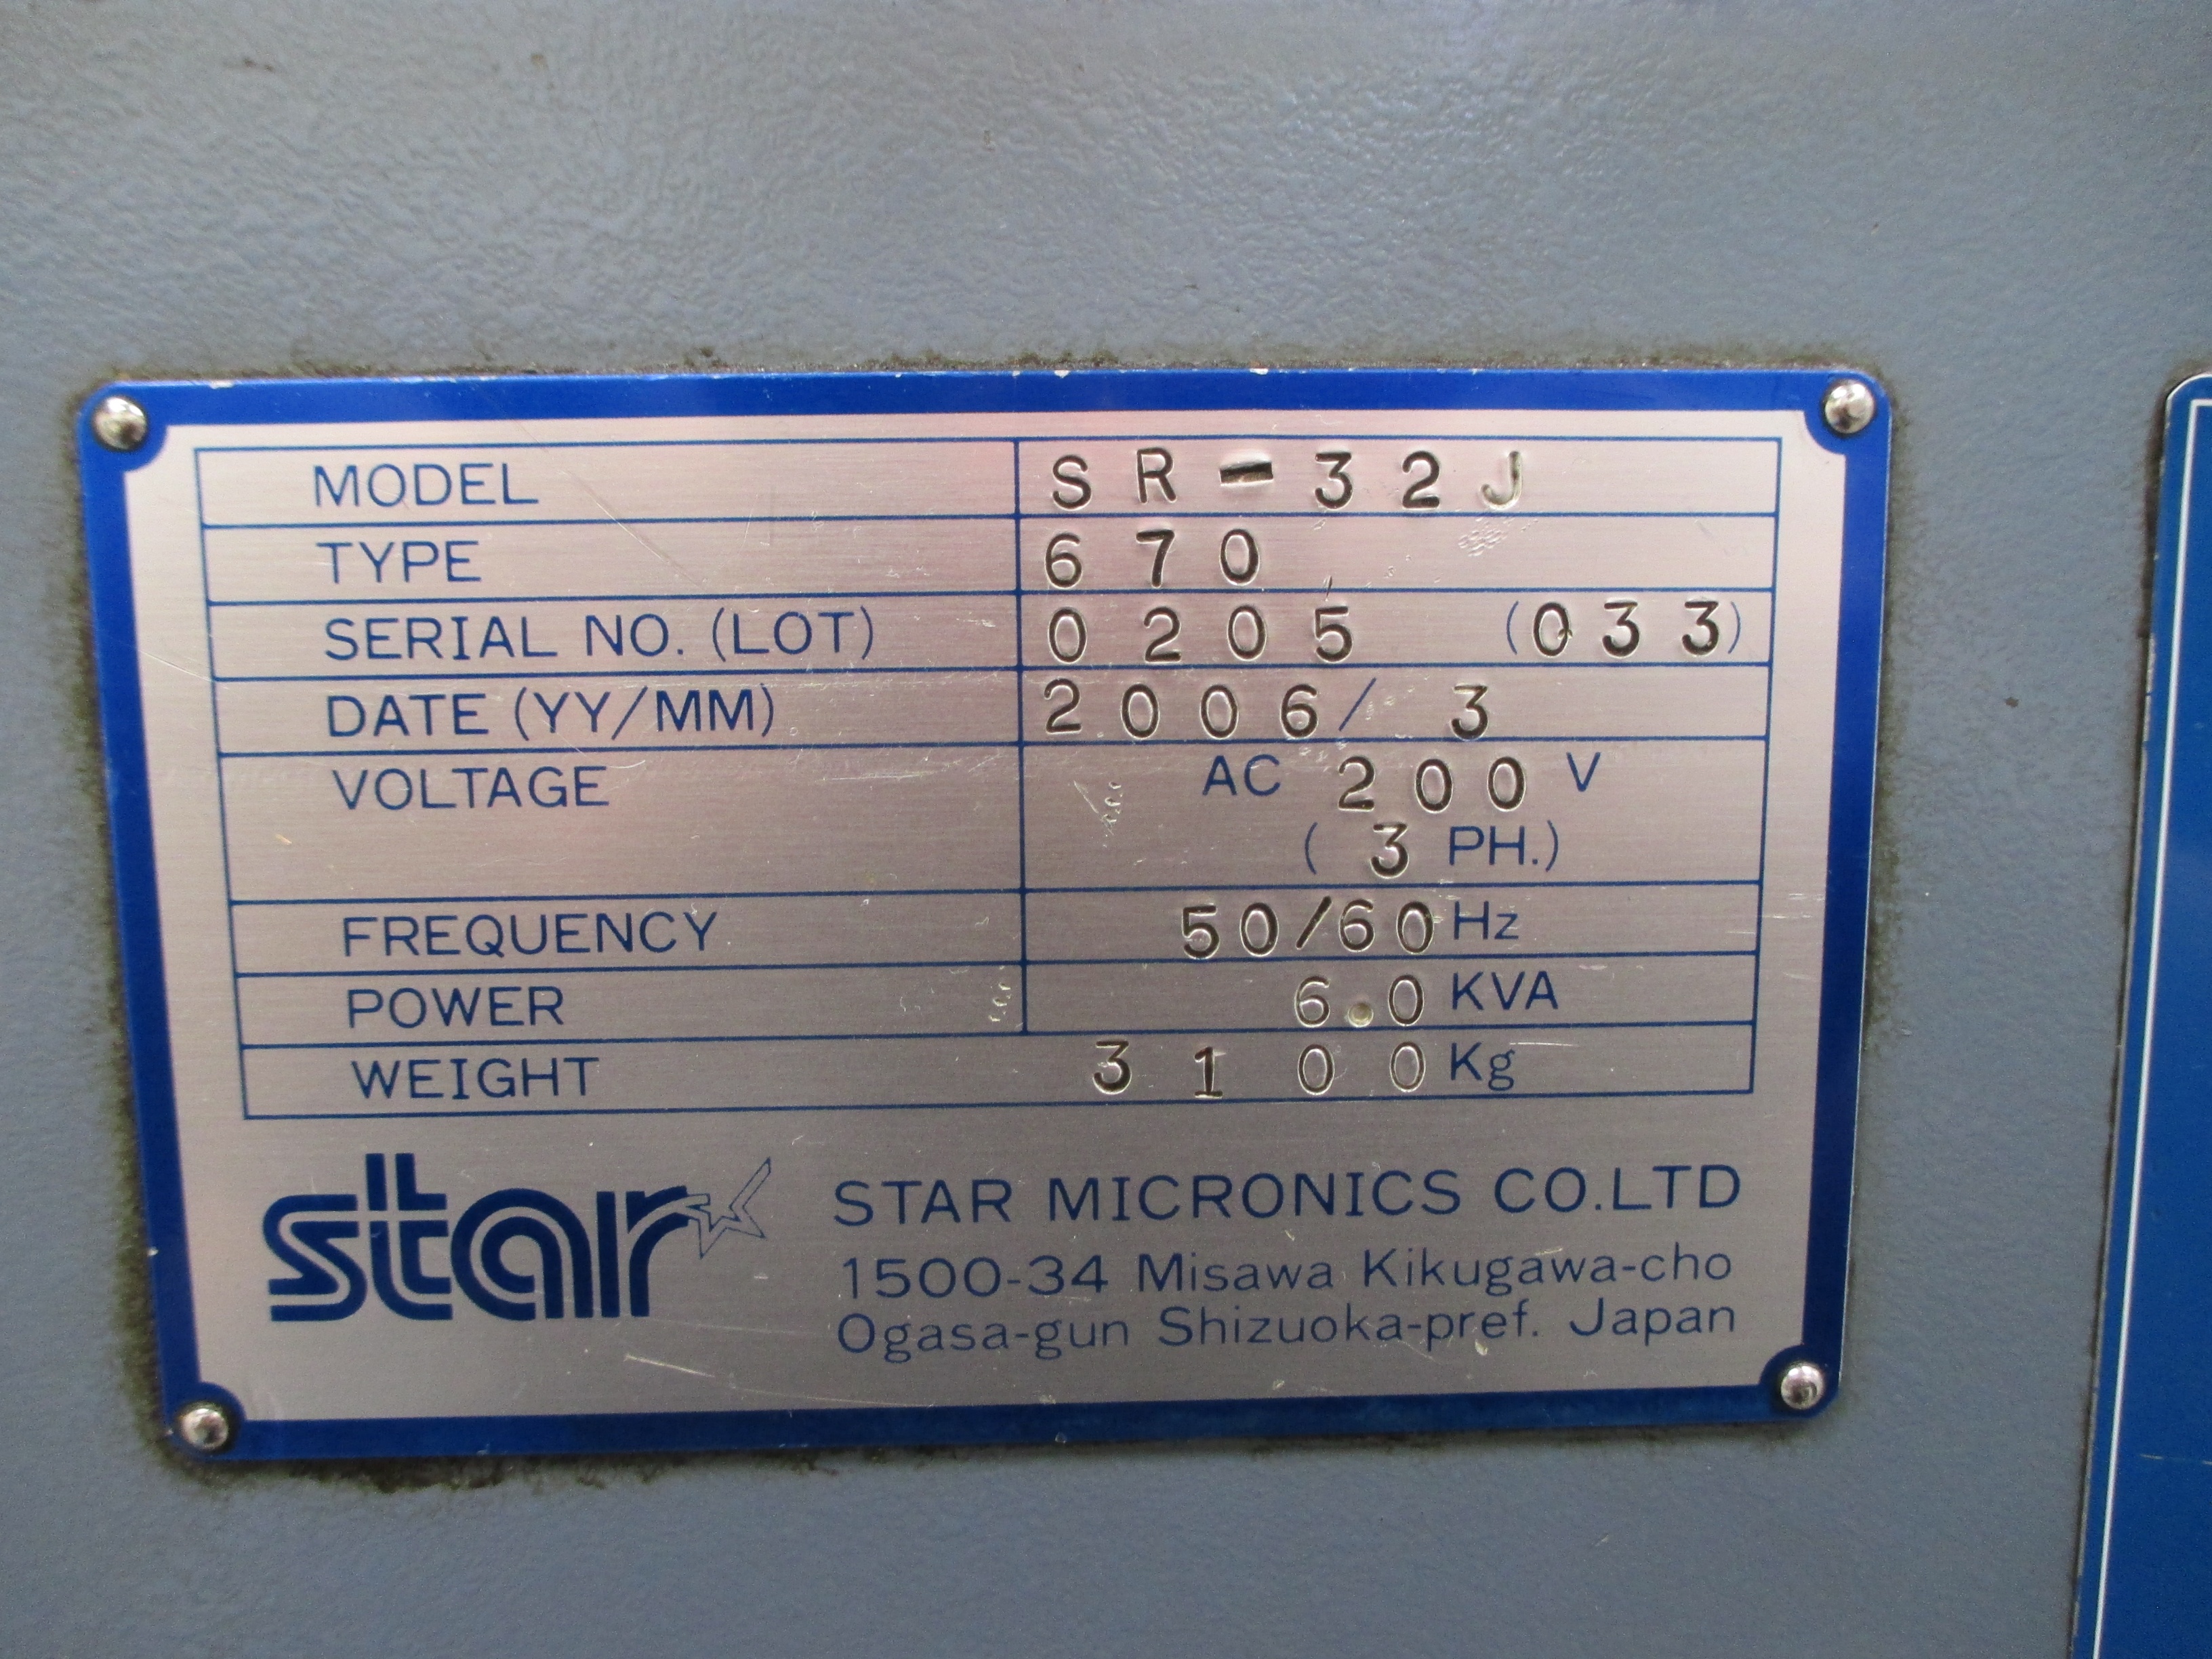 MODEL SR-32J
TYPE 670
SERIAL NO. (LOT) 0205 (033)
DATE (YY/MM) 2006/ 3
VOLTAGE AC 200 V
( 3 PH.)
FREQUENCY 50/60 Hz
POWER 6.0 KVA
WEIGHT 3100 Kg
star
STAR MICRONICS CO.LTD
1500-34 Misawa Kikugawa-cho
Ogasa-gun Shizuoka-pref. Japan